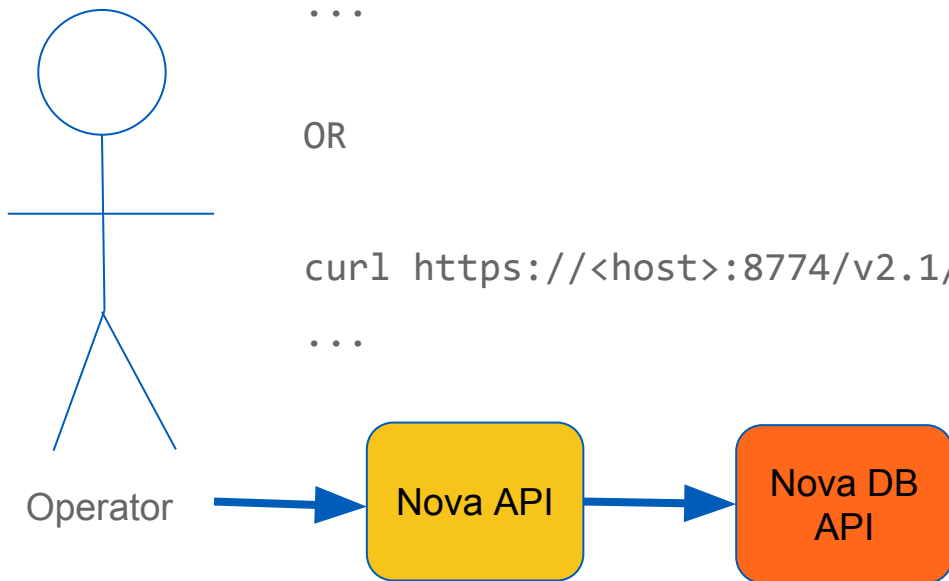 ...
OR
curl https://<host>:8774/v2.1/
...
Operator
Nova API
Nova DB
API